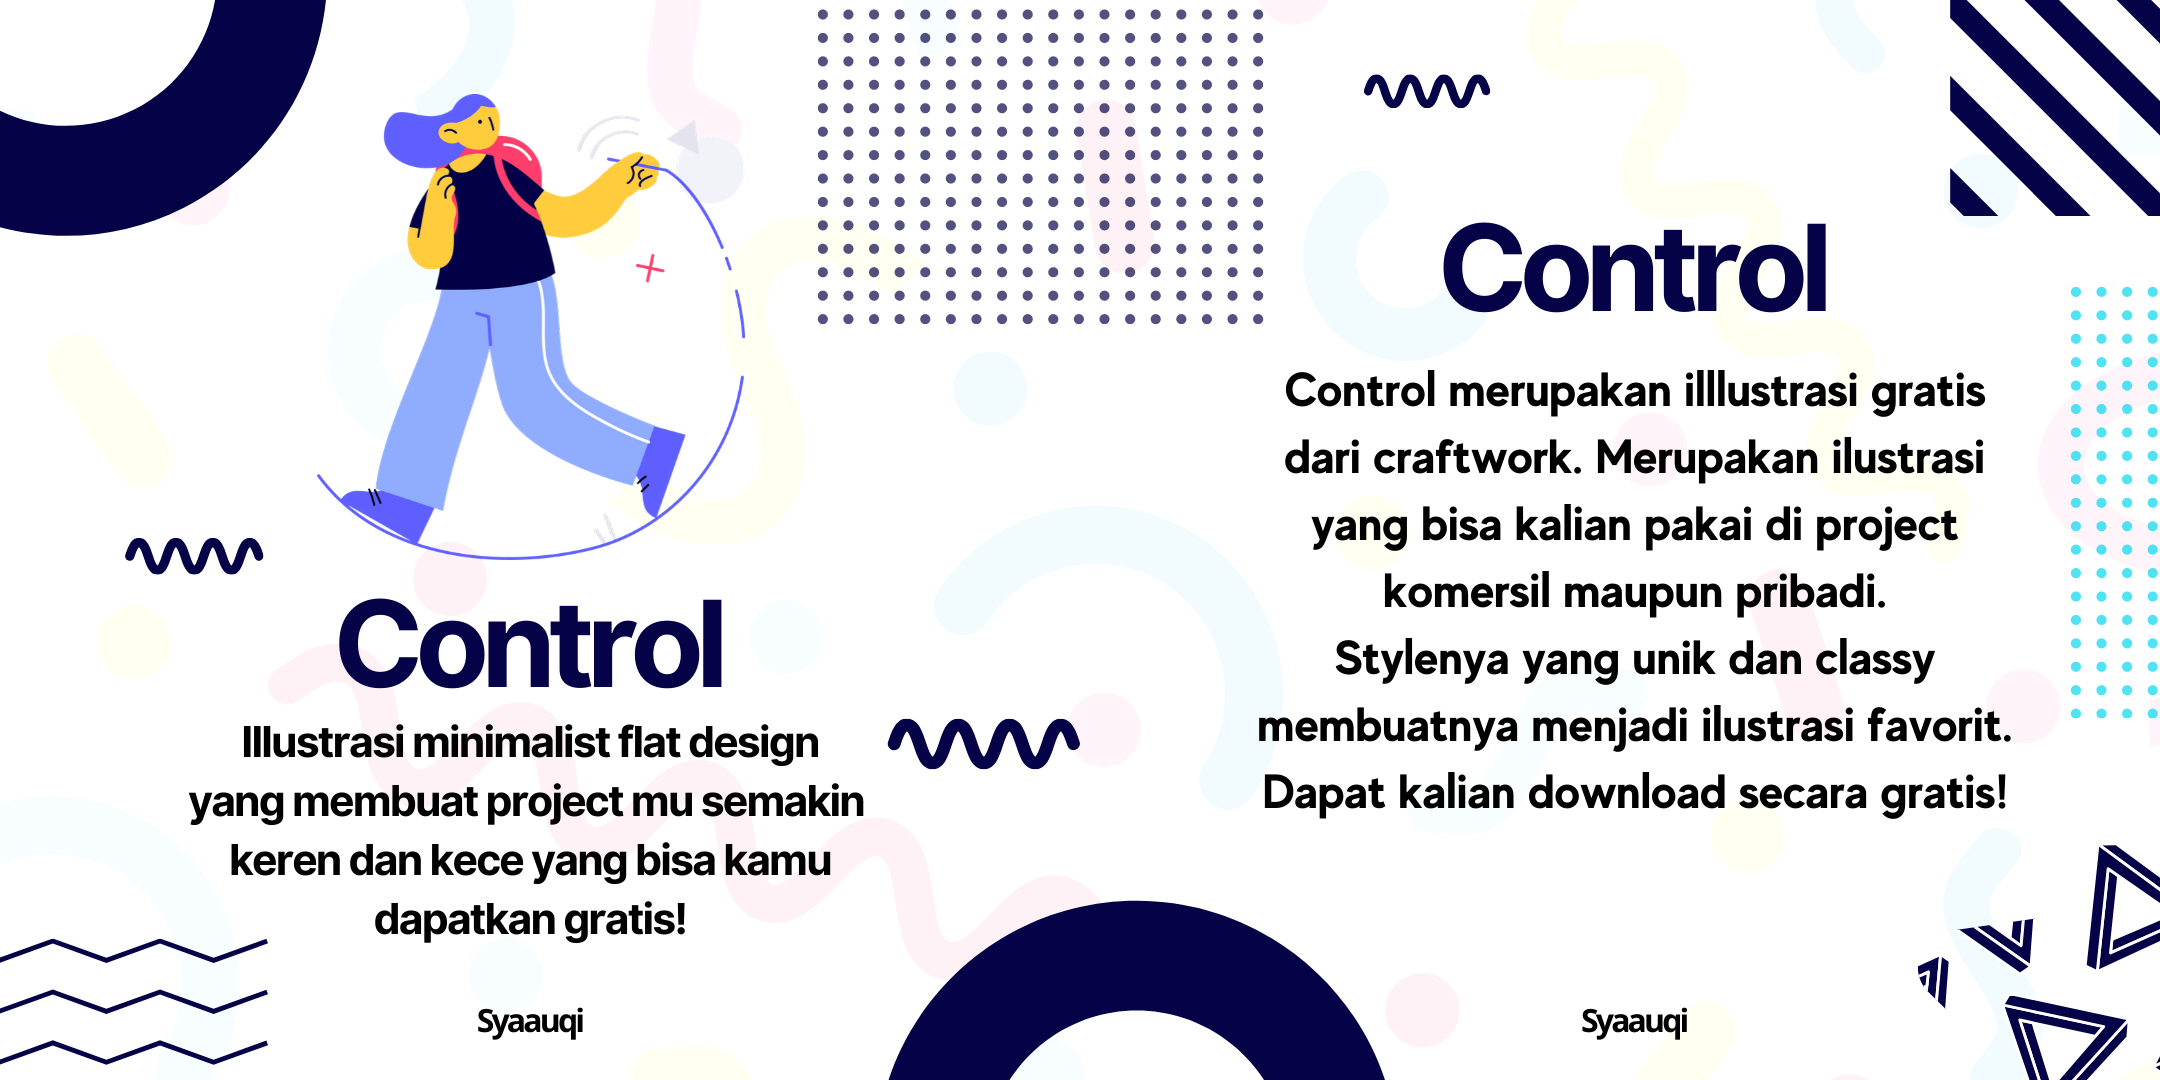 Control
Illustrasi minimalist flat design
yang membuat project mu semakin
keren dan kece yang bisa kamu
dapatkan gratis!
Syaauqi
Control
Control merupakan illlustrasi gratis
dari craftwork. Merupakan ilustrasi
yang bisa kalian pakai di project
komersil maupun pribadi.
Stylenya yang unik dan classy
membuatnya menjadi ilustrasi favorit.
Dapat kalian download secara gratis!
Syaauqi